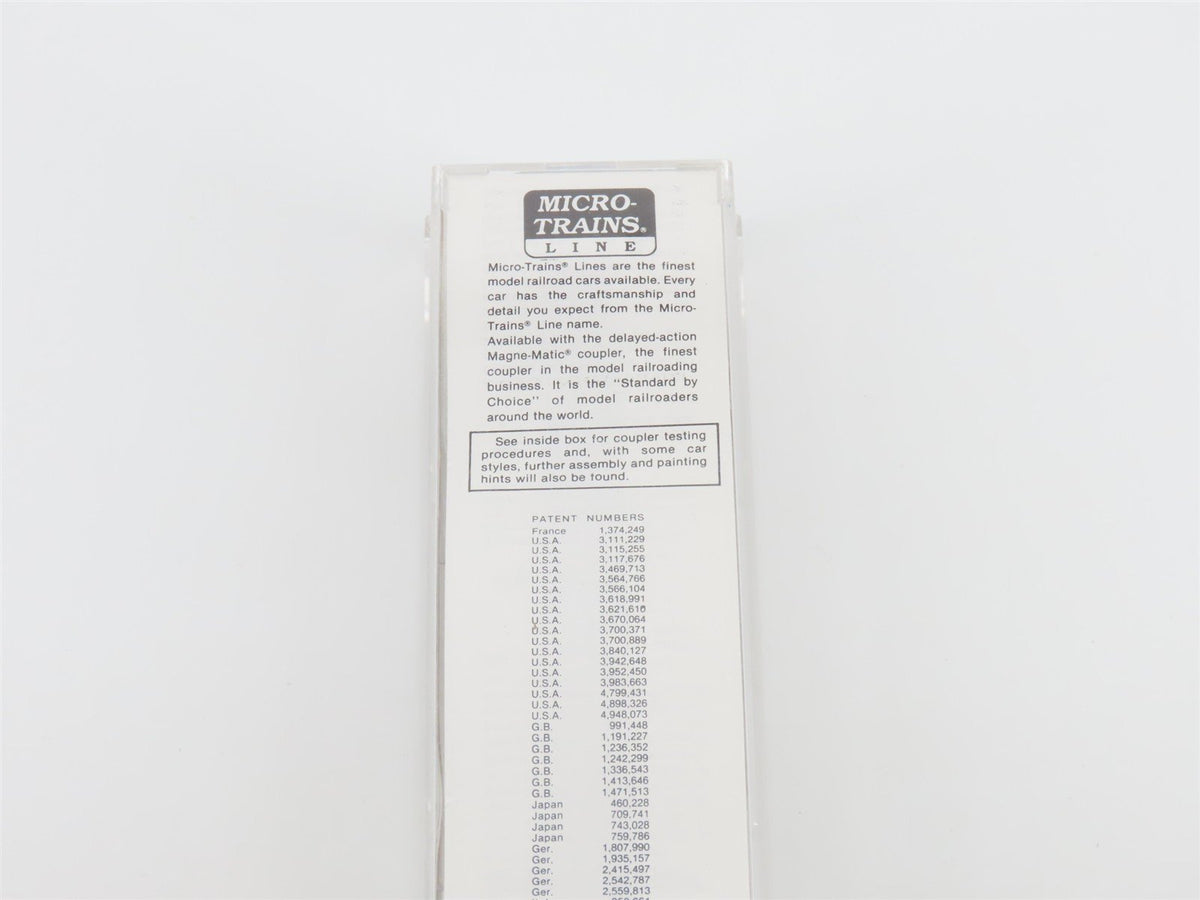 MICRO-
TRAINS®
LINE
Micro-Trains® Lines are the finest
model railroad cars available. Every
car has the craftsmanship and
detail you expect from the Micro-
Trains® Line name.
Available with the delayed-action
Magne-Matic® coupler, the finest
coupler in the model railroading
business. It is the "Standard by
Choice" of model railroaders
around the world.
See inside box for coupler testing
procedures and, with some car
styles, further assembly and painting
hints will also be found.
PATENT NUMBERS
France 1,374,249
U.S.A. 3,111,229
U.S.A. 3,115,255
U.S.A. 3,117,676
U.S.A. 3,469,713
U.S.A. 3,564,766
U.S.A. 3,566,104
U.S.A. 3,618,991
U.S.A. 3,621,610
U.S.A. 3,670,064
U.S.A. 3,700,371
U.S.A. 3,700,889
U.S.A. 3,840,127
U.S.A. 3,942,648
U.S.A. 3,952,450
U.S.A. 3,983,663
U.S.A. 4,799,431
U.S.A. 4,898,326
U.S.A. 4,948,073
G.B. 991,448
G.B. 1,191,227
G.B. 1,236,352
G.B. 1,242,299
G.B. 1,336,543
G.B. 1,413,646
G.B. 1,471,513
Japan 460,228
Japan 709,741
Japan 743,028
Japan 759,786
Ger. 1,807,990
Ger. 1,935,157
Ger. 2,415,497
Ger. 2,542,787
Ger. 2,559,813